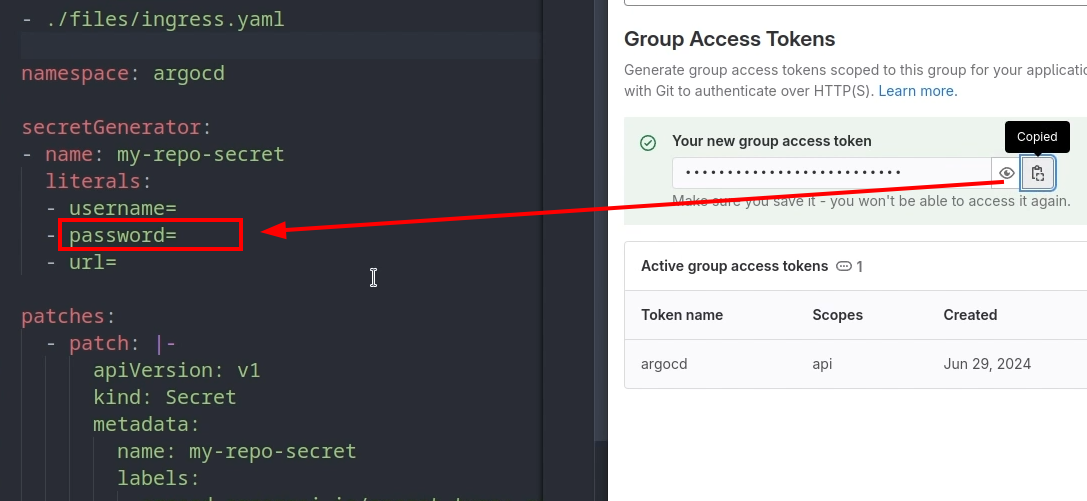 - ./files/ingress.yaml
namespace: argocd
secretGenerator:
- name: my-repo-secret
literals:
- username=
- password=
- url=
patches:
- patch: |-
apiVersion: v1
kind: Secret
metadata:
name: my-repo-secret
labels:
Group Access Tokens
Generate group access tokens scoped to this group for your applicatio
with Git to authenticate over HTTP(S). Learn more.
Copied
Your new group access token
Make sure you save it - you won't be able to access it again.
Active group access tokens 1
Token name Scopes Created
argocd api Jun 29, 2024